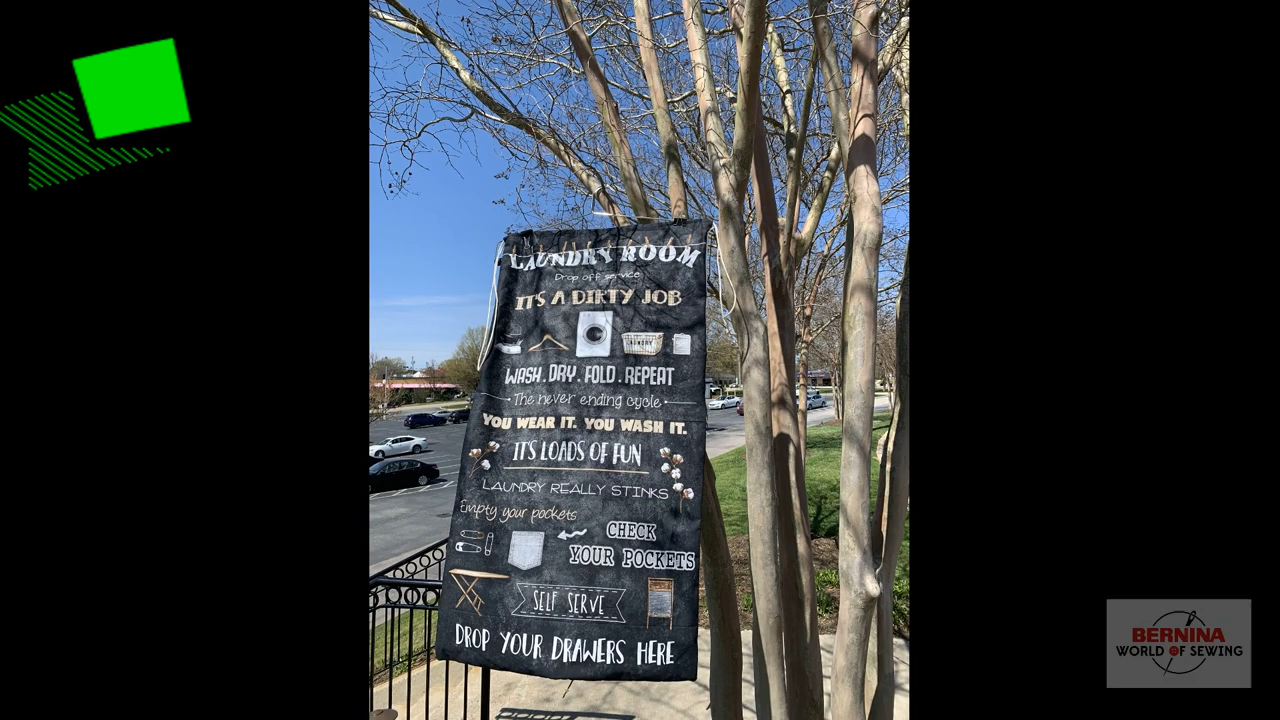 LAUNDRY ROOM
Drop off service
IT'S A DIRTY JOB
LAUNDRY
WASH . DRY . FOLD . REPEAT
The never ending cycle
YOU WEAR IT. YOU WASH IT.
IT'S LOADS OF FUN
LAUNDRY REALLY STINKS
Empty your pockets
CHECK
YOUR POCKETS
SELF SERVE
DROP YOUR DRAWERS HERE
BERNINA
WORLD OF SEWING